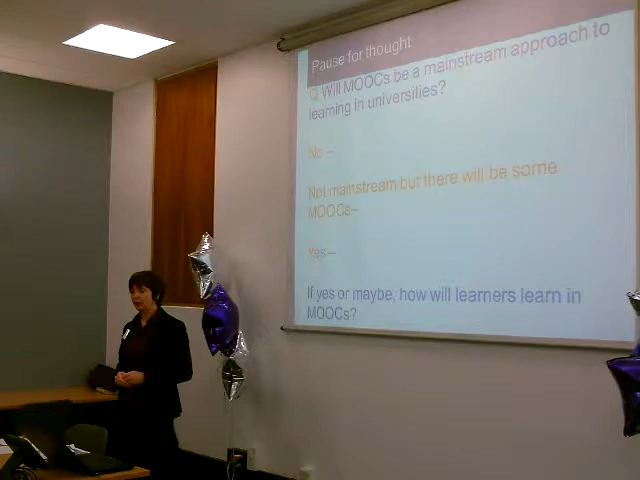 Pause for thought
Q Will MOOCs be a mainstream approach to
learning in universities?
No –
Not mainstream but there will be some
MOOCs–
Yes –
If yes or maybe, how will learners learn in
MOOCs?